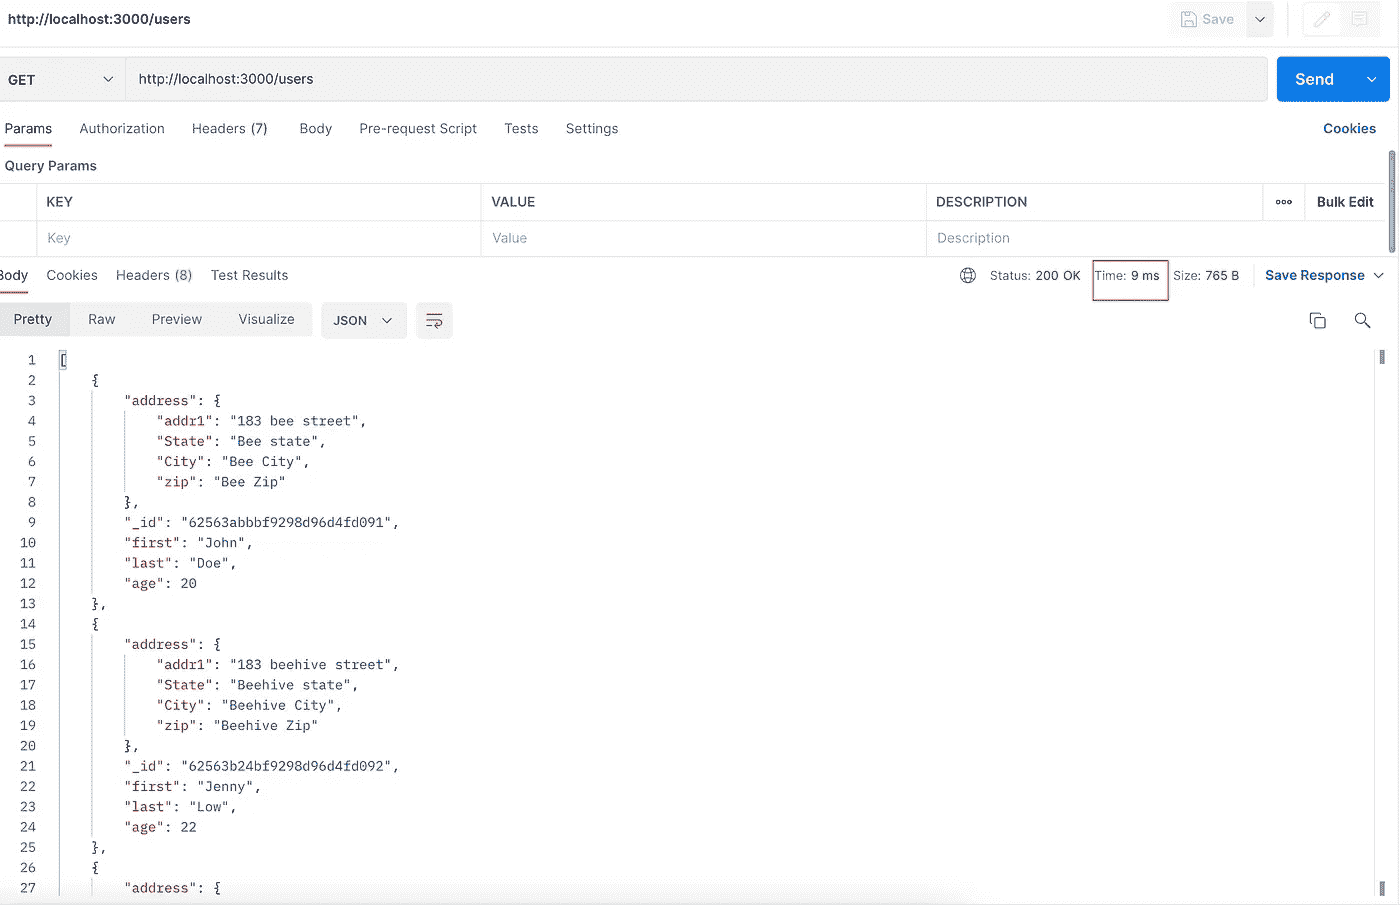 http://localhost:3000/users
Save
GET http://localhost:3000/users Send
Params Authorization Headers (7) Body Pre-request Script Tests Settings Cookies
Query Params
KEY VALUE DESCRIPTION ooo Bulk Edit
Key Value Description
Body Cookies Headers (8) Test Results Status: 200 OK Time: 9 ms Size: 765 B Save Response
Pretty Raw Preview Visualize JSON
1 [
2 {
3 "address": {
4 "addr1": "183 bee street",
5 "State": "Bee state",
6 "City": "Bee City",
7 "zip": "Bee Zip"
8 },
9 "_id": "62563abbbf9298d96d4fd091",
10 "first": "John",
11 "last": "Doe",
12 "age": 20
13 },
14 {
15 "address": {
16 "addr1": "183 beehive street",
17 "State": "Beehive state",
18 "City": "Beehive City",
19 "zip": "Beehive Zip"
20 },
21 "_id": "62563b24bf9298d96d4fd092",
22 "first": "Jenny",
23 "last": "Low",
24 "age": 22
25 },
26 {
27 "address": {